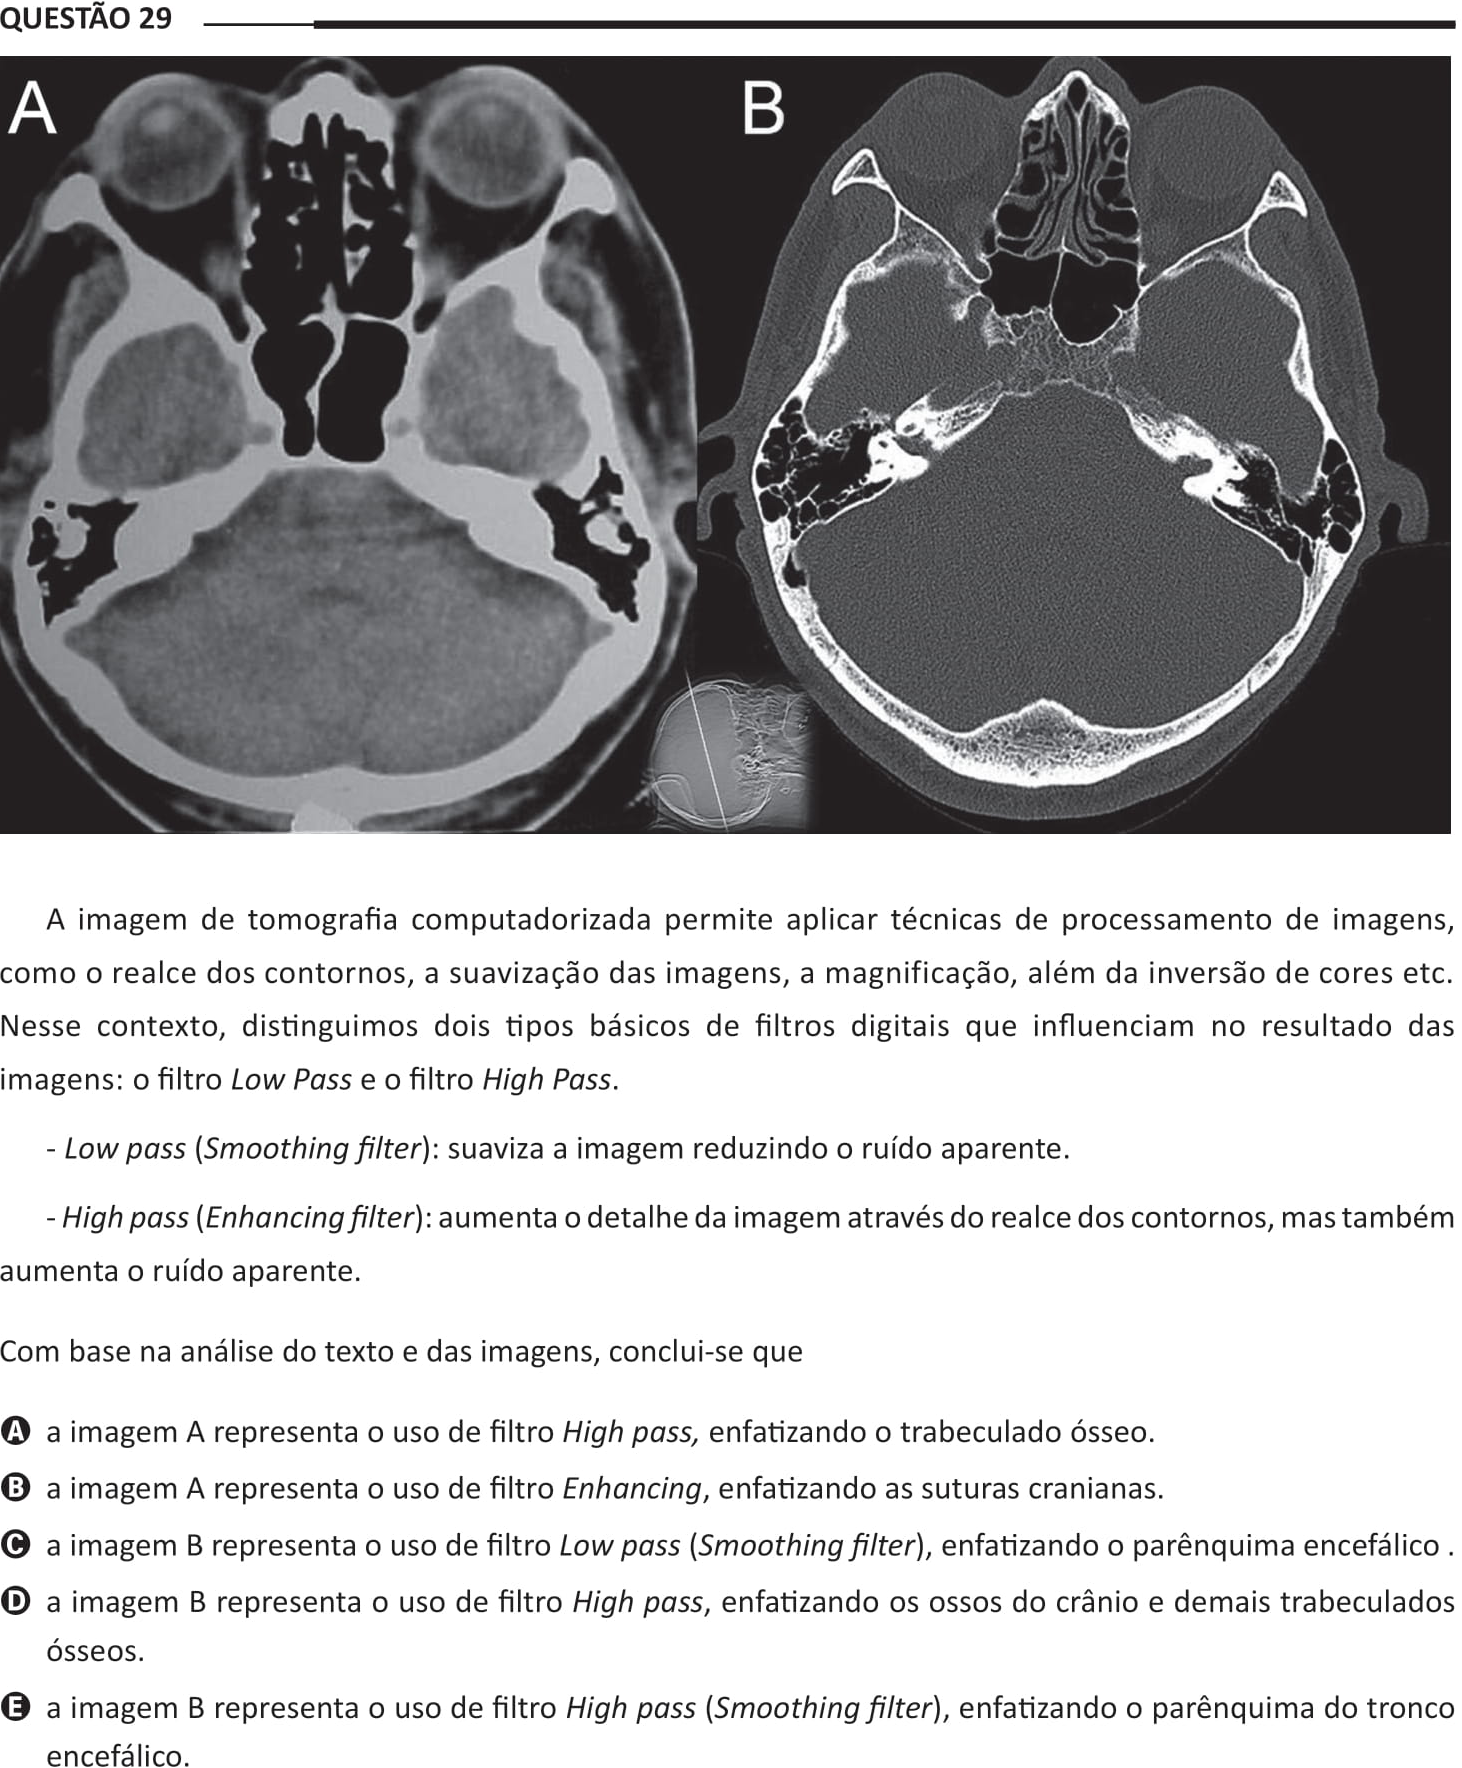 QUESTÃO 29
A
B
A imagem de tomografia computadorizada permite aplicar técnicas de processamento de imagens,
como o realce dos contornos, a suavização das imagens, a magnificação, além da inversão de cores etc.
Nesse contexto, distinguimos dois tipos básicos de filtros digitais que influenciam no resultado das
imagens: o filtro Low Pass e o filtro High Pass.
- Low pass (Smoothing filter): suaviza a imagem reduzindo o ruído aparente.
- High pass (Enhancing filter): aumenta o detalhe da imagem através do realce dos contornos, mas também
aumenta o ruído aparente.
Com base na análise do texto e das imagens, conclui-se que
A a imagem A representa o uso de filtro High pass, enfatizando o trabeculado ósseo.
B a imagem A representa o uso de filtro Enhancing, enfatizando as suturas cranianas.
C a imagem B representa o uso de filtro Low pass (Smoothing filter), enfatizando o parênquima encefálico .
D a imagem B representa o uso de filtro High pass, enfatizando os ossos do crânio e demais trabeculados
ósseos.
E a imagem B representa o uso de filtro High pass (Smoothing filter), enfatizando o parênquima do tronco
encefálico.